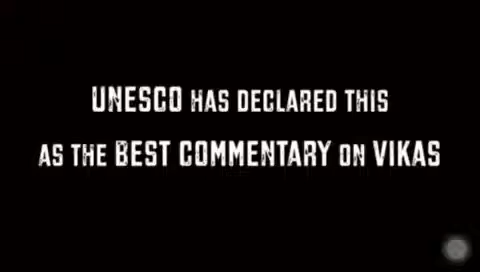 UNESCO HAS DECLARED THIS
AS THE BEST COMMENTARY ON VIKAS